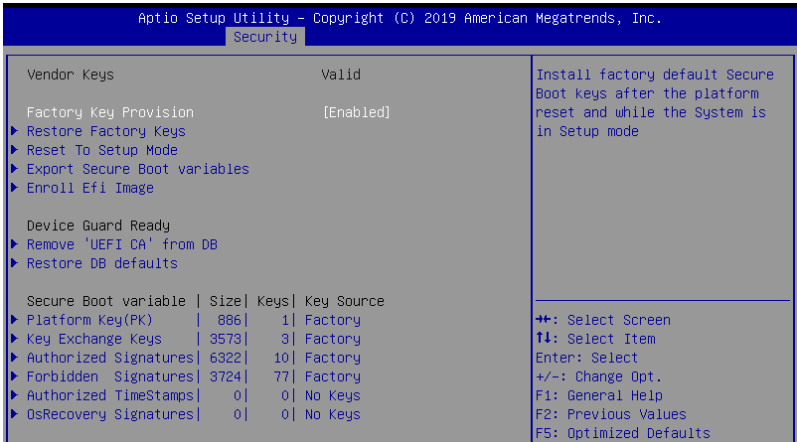 Aptio Setup Utility – Copyright (C) 2019 American Megatrends, Inc.
Security
Vendor Keys Valid
Factory Key Provision [Enabled]
Restore Factory Keys
Reset To Setup Mode
Export Secure Boot variables
Enroll Efi Image
Device Guard Ready
Remove 'UEFI CA' from DB
Restore DB defaults
Secure Boot variable | Size| Keys| Key Source
Platform Key(PK) | 886| 1| Factory
Key Exchange Keys | 3573| 3| Factory
Authorized Signatures| 6322| 10| Factory
Forbidden Signatures| 3724| 77| Factory
Authorized TimeStamps| 0| 0| No Keys
OsRecovery Signatures| 0| 0| No Keys
Install factory default Secure
Boot keys after the platform
reset and while the System is
in Setup mode
→←: Select Screen
↑↓: Select Item
Enter: Select
+/-: Change Opt.
F1: General Help
F2: Previous Values
F5: Optimized Defaults